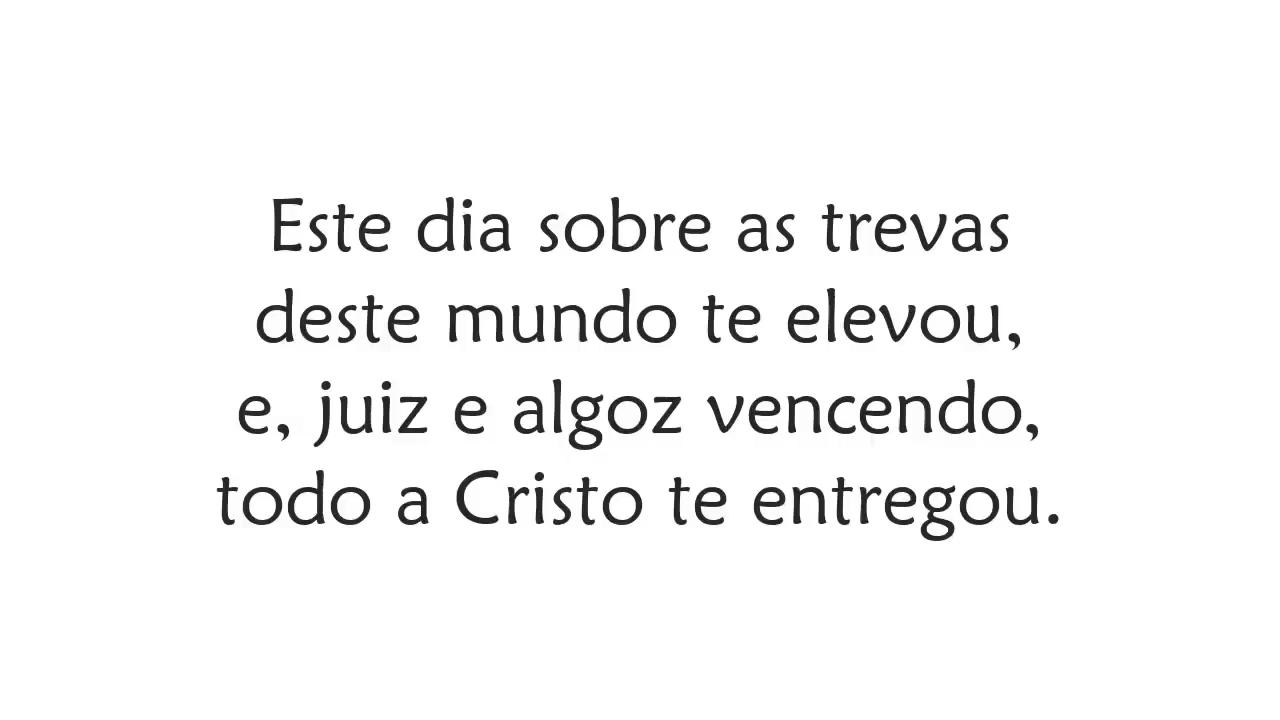 Este dia sobre as trevas
deste mundo te elevou,
e, juiz e algoz vencendo,
todo a Cristo te entregou.